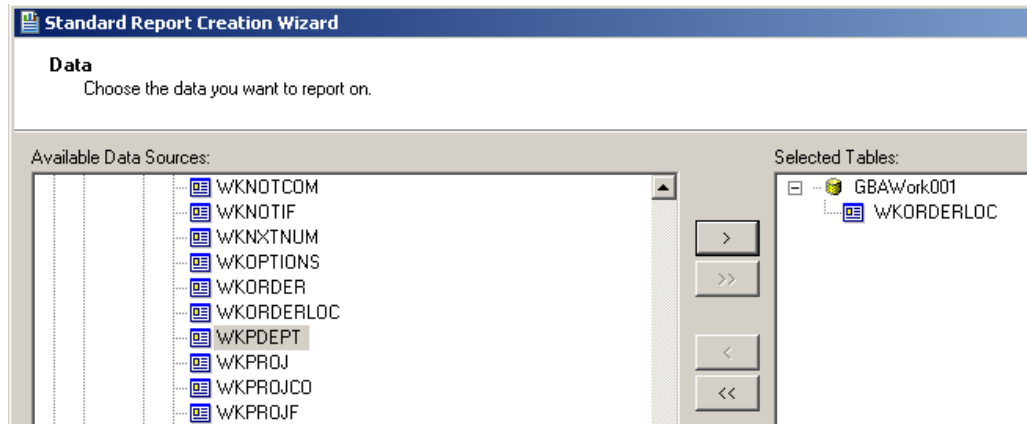 Standard Report Creation Wizard
Data
Choose the data you want to report on.
Available Data Sources:
WKNOTCOM
WKNOTIF
WKNXTNUM
WKOPTIONS
WKORDER
WKORDERLOC
WKPDEPT
WKPROJ
WKPROJCO
WKPROJF
>
>>
<
<<
Selected Tables:
GBAWork001
WKORDERLOC